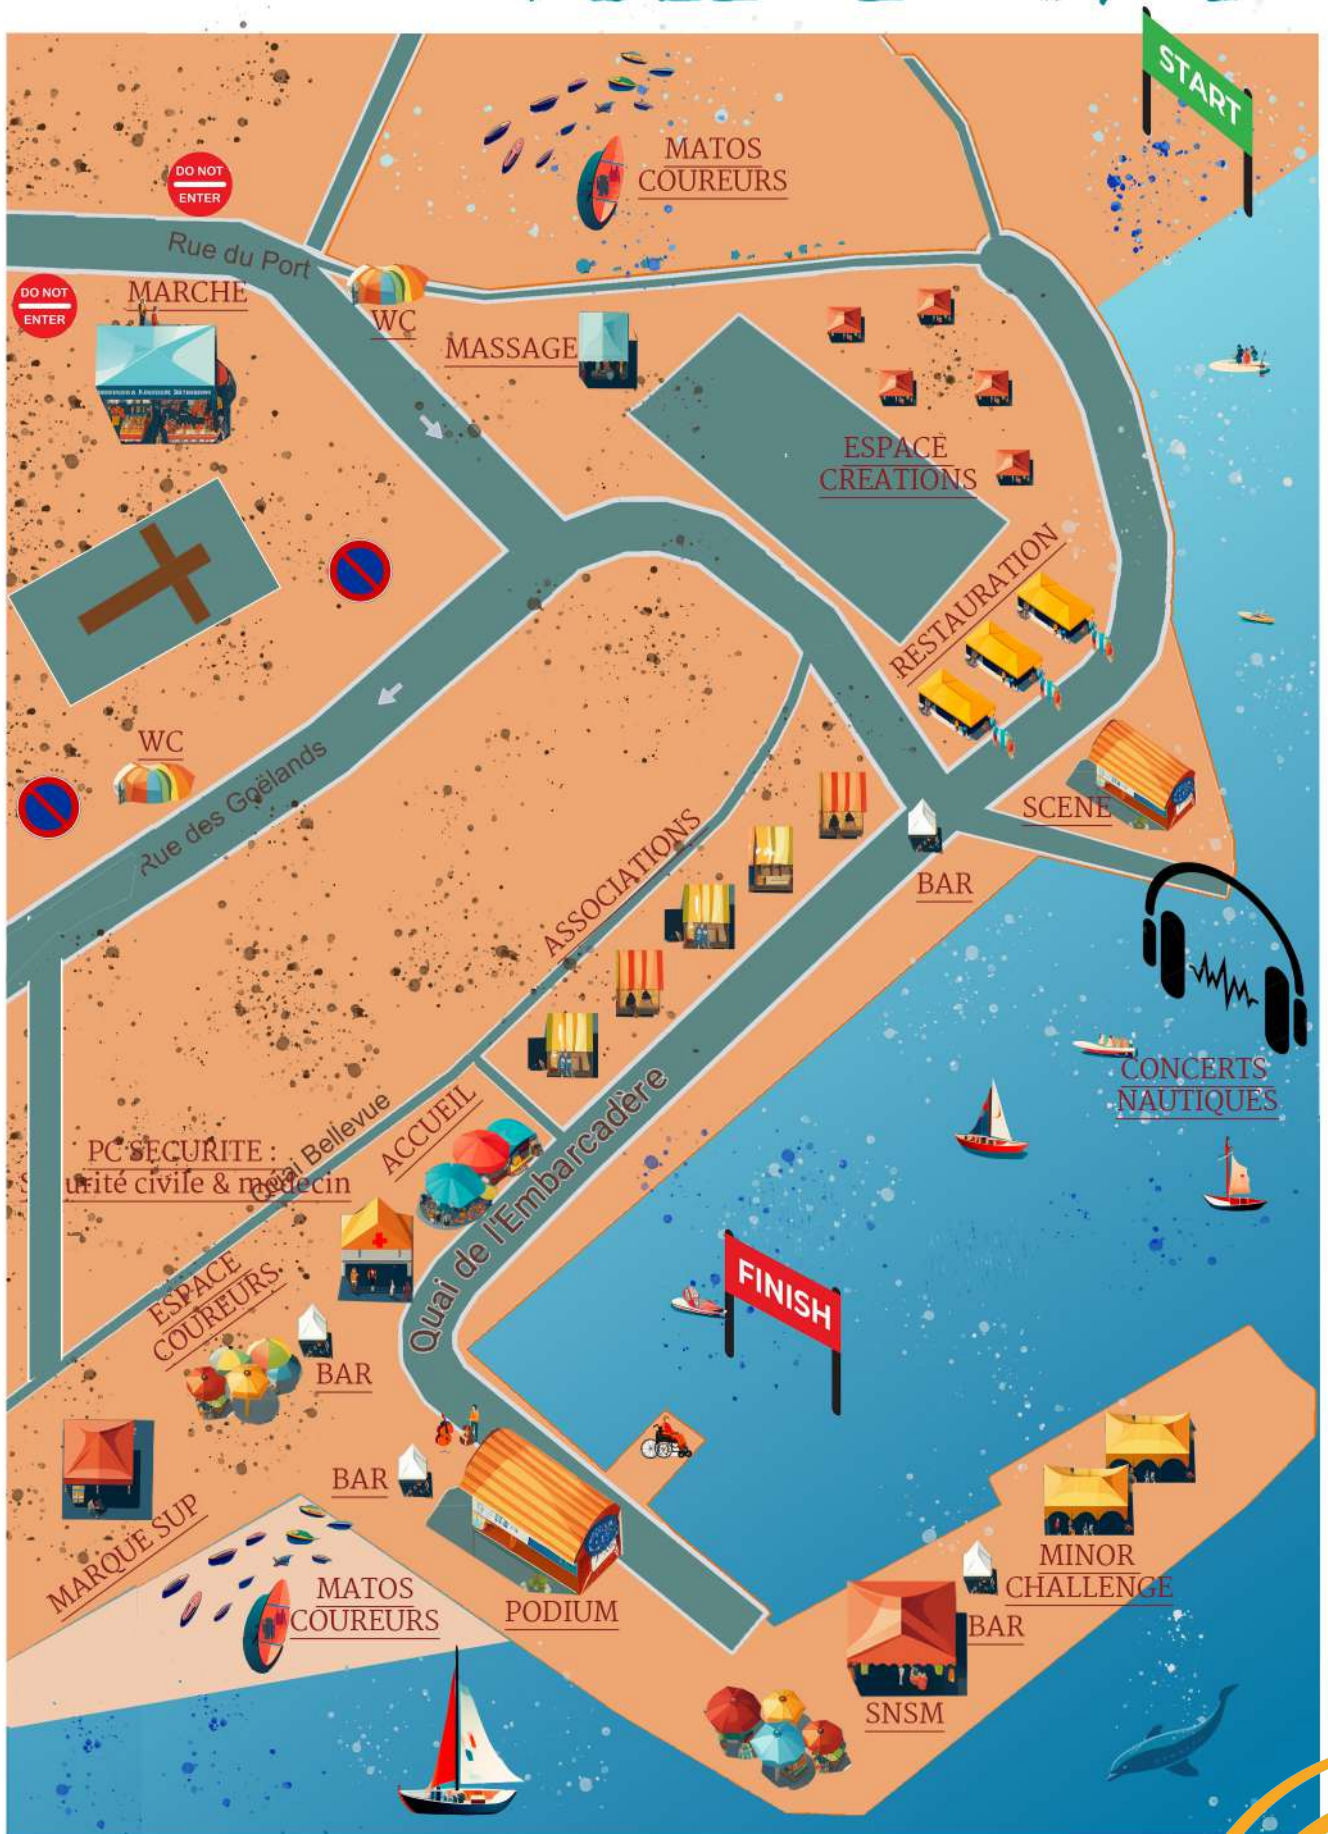 START
MATOS
COUREURS
DO NOT
ENTER
Rue du Port
DO NOT
ENTER
MARCHE
WC
MASSAGE
ESPACE
CREATIONS
RESTAURATION
WC
Rue des Goëlands
SCENE
BAR
ASSOCIATIONS
CONCERTS
NAUTIQUES
Quai de l'Embarcadère
Quai Bellevue
ACCUEIL
PC SECURITE :
urité civile & médecin
ESPACE
COUREURS
BAR
FINISH
BAR
MARQUE SUP
MATOS
COUREURS
PODIUM
MINOR
CHALLENGE
BAR
SNSM